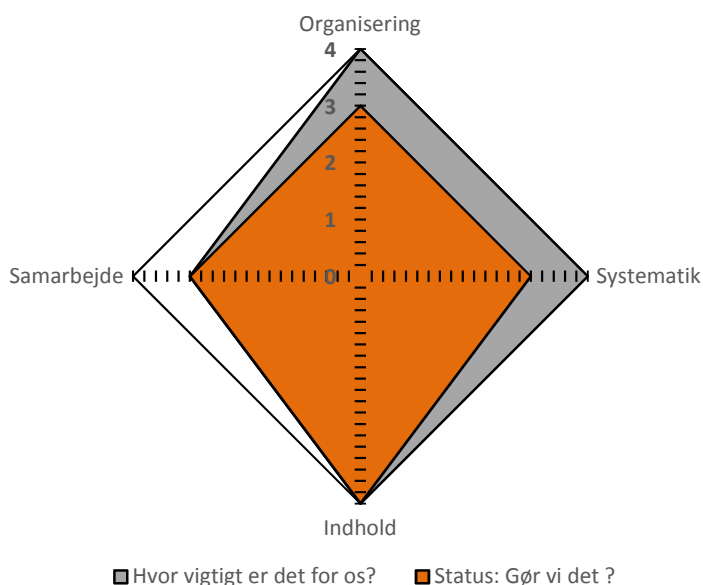 Organisering
4
3
2
1
0
Samarbejde
Systematik
Indhold
Hvor vigtigt er det for os?
Status: Gør vi det ?